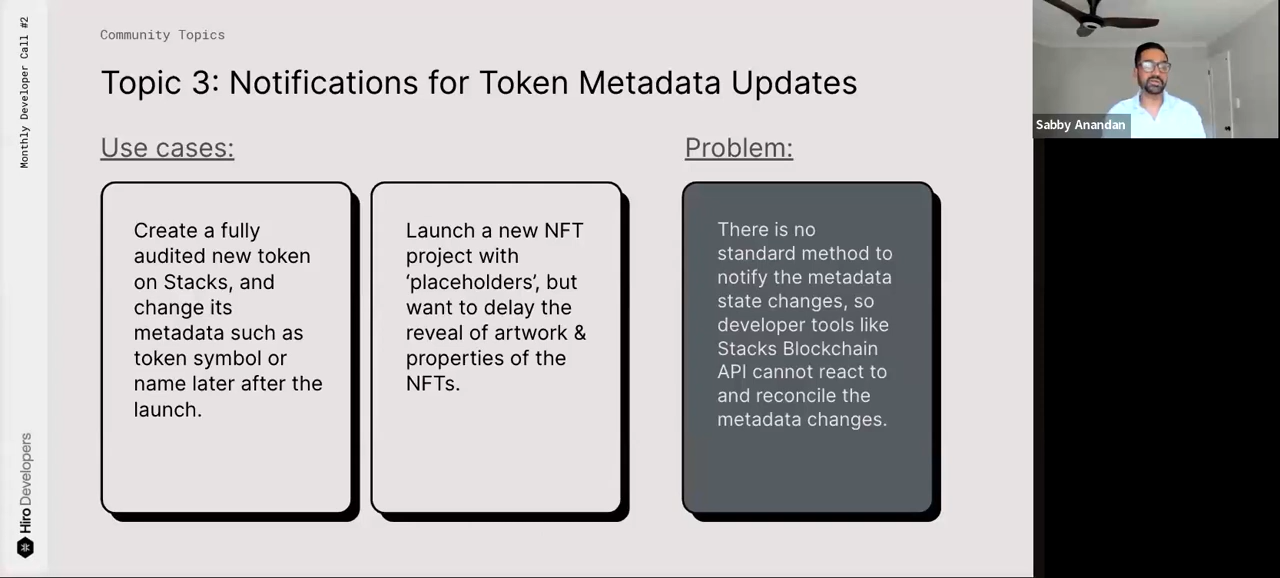 Monthly Developer Call #2
Community Topics
Topic 3: Notifications for Token Metadata Updates
Use cases:
Create a fully
audited new token
on Stacks, and
change its
metadata such as
token symbol or
name later after the
launch.
Launch a new NFT
project with
‘placeholders’, but
want to delay the
reveal of artwork &
properties of the
NFTs.
Problem:
There is no
standard method to
notify the metadata
state changes, so
developer tools like
Stacks Blockchain
API cannot react to
and reconcile the
metadata changes.
Hiro Developers
Sabby Anandan